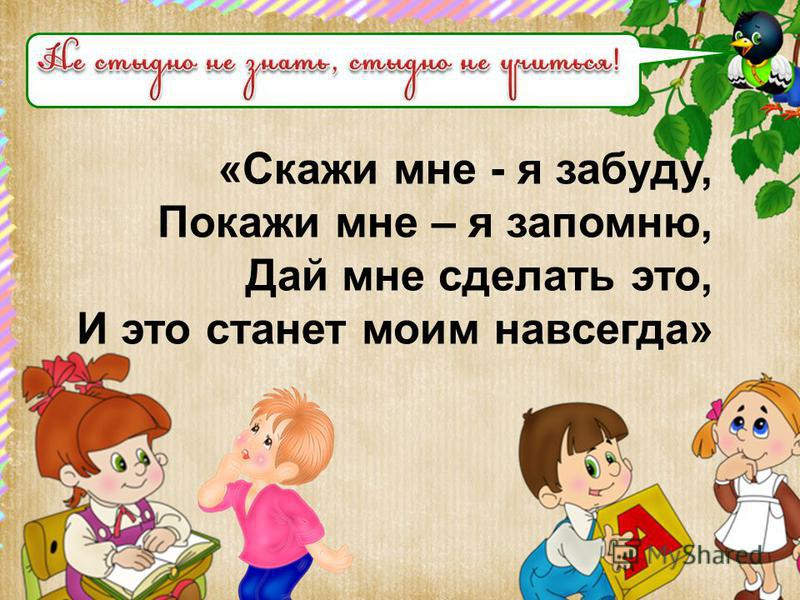 Не стыдно не знать, стыдно не учиться!
«Скажи мне - я забуду,
Покажи мне – я запомню,
Дай мне сделать это,
И это станет моим навсегда»
А
MyShared